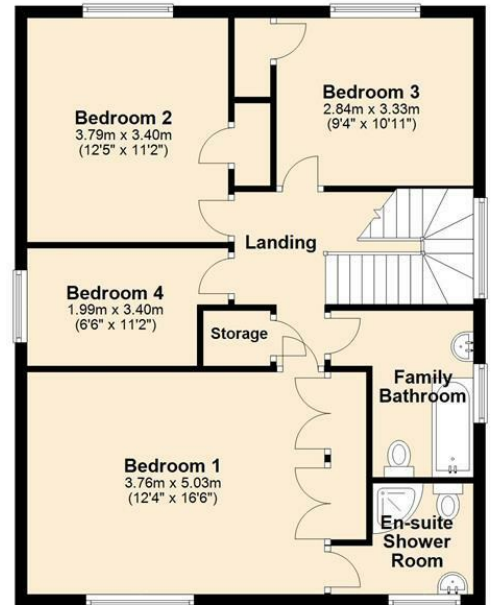 Bedroom 2
3.79m x 3.40m
(12'5" x 11'2")
Bedroom 3
2.84m x 3.33m
(9'4" x 10'11")
Landing
Bedroom 4
1.99m x 3.40m
(6'6" x 11'2")
Storage
Family
Bathroom
Bedroom 1
3.76m x 5.03m
(12'4" x 16'6")
En-suite
Shower
Room